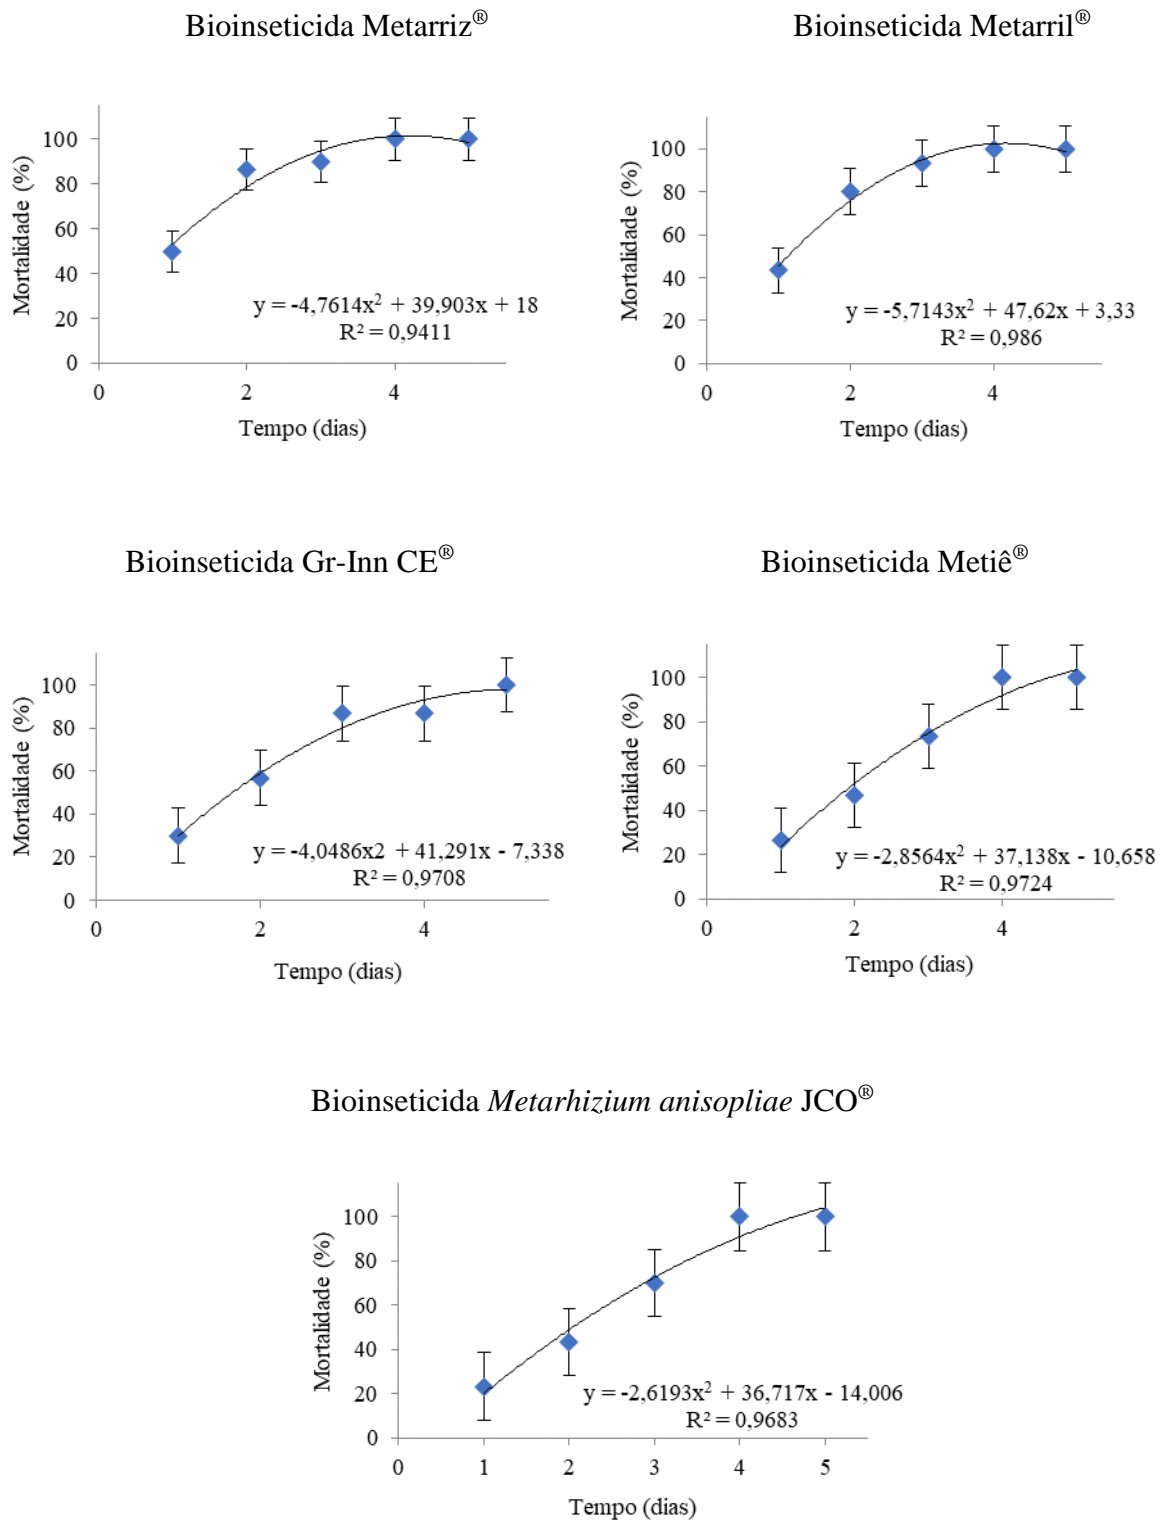 Bioinseticida Metarriz®
Bioinseticida Metarril®
Mortalidade (%)
100
80
60
40
20
0
y = -4,7614x² + 39,903x + 18
R² = 0,9411
0 2 4
Tempo (dias)
Mortalidade (%)
100
80
60
40
20
0
y = -5,7143x² + 47,62x + 3,33
R² = 0,986
0 2 4
Tempo (dias)
Bioinseticida Gr-Inn CE®
Bioinseticida Metiê®
Mortalidade (%)
100
80
60
40
20
0
y = -4,0486x2 + 41,291x - 7,338
R² = 0,9708
0 2 4
Tempo (dias)
Mortalidade (%)
100
80
60
40
20
0
y = -2,8564x² + 37,138x - 10,658
R² = 0,9724
0 2 4
Tempo (dias)
Bioinseticida Metarhizium anisopliae JCO®
Mortalidade (%)
100
80
60
40
20
0
y = -2,6193x² + 36,717x - 14,006
R² = 0,9683
0 1 2 3 4 5
Tempo (dias)